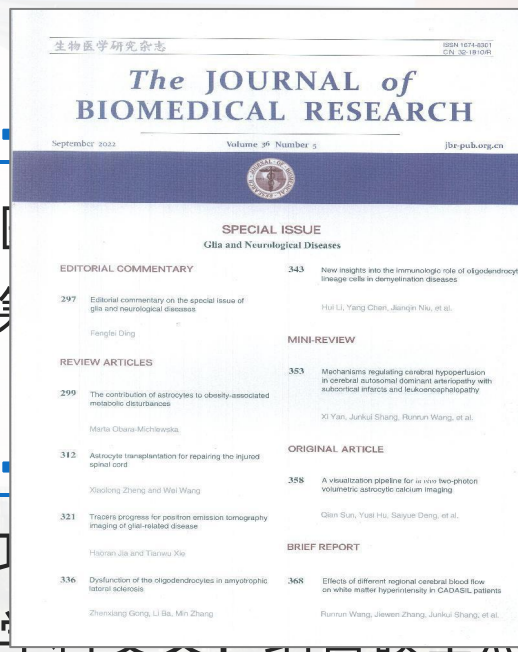 生物医学研究杂志
ISSN 1674-8301
CN 32-1810/R
The JOURNAL of
BIOMEDICAL RESEARCH
September 2022
Volume 36 Number 5
jbr-pub.org.cn
JOURNAL OF BIOMEDICAL RESEARCH
SPECIAL ISSUE
Glia and Neurological Diseases
EDITORIAL COMMENTARY
297 Editorial commentary on the special issue of
glia and neurological diseases
Fengfei Ding
REVIEW ARTICLES
299 The contribution of astrocytes to obesity-associated
metabolic disturbances
Marta Obara-Michlewska
312 Astrocyte transplantation for repairing the injured
spinal cord
Xiaolong Zheng and Wei Wang
321 Tracers progress for positron emission tomography
imaging of glial-related disease
Haoran Jia and Tianwu Xie
336 Dysfunction of the oligodendrocytes in amyotrophic
lateral sclerosis
Zhenxiang Gong, Li Ba, Min Zhang
343 New insights into the immunologic role of oligodendrocyt
lineage cells in demyelination diseases
Hui Li, Yang Chen, Jianqin Niu, et al.
MINI-REVIEW
353 Mechanisms regulating cerebral hypoperfusion
in cerebral autosomal dominant arteriopathy with
subcortical infarcts and leukoencephalopathy
Xi Yan, Junkui Shang, Runrun Wang, et al.
ORIGINAL ARTICLE
358 A visualization pipeline for in vivo two-photon
volumetric astrocytic calcium imaging
Qian Sun, Yusi Hu, Saiyue Deng, et al.
BRIEF REPORT
368 Effects of different regional cerebral blood flow
on white matter hyperintensity in CADASIL patients
Runrun Wang, Jiewen Zhang, Junkui Shang, et al.